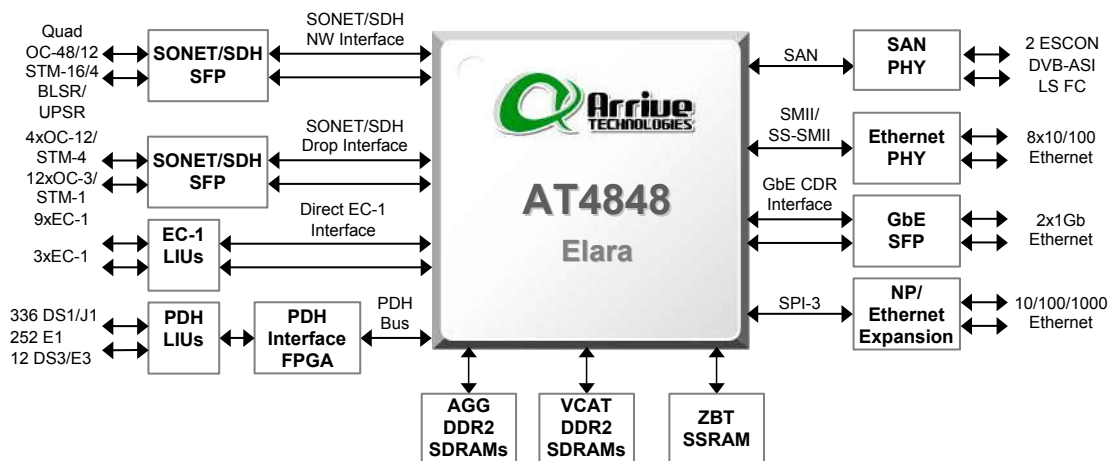 Quad
OC-48/12
STM-16/4
BLSR/
UPSR
SONET/SDH
SFP
SONET/SDH
NW Interface
4xOC-12/
STM-4
12xOC-3/
STM-1
SONET/SDH
SFP
SONET/SDH
Drop Interface
9xEC-1
3xEC-1
EC-1
LIUs
Direct EC-1
Interface
336 DS1/J1
252 E1
12 DS3/E3
PDH
LIUs
PDH
Interface
FPGA
PDH
Bus
Arrive
TECHNOLOGIES
AT4848
Elara
SAN
SAN
PHY
2 ESCON
DVB-ASI
LS FC
SMII/
SS-SMII
Ethernet
PHY
8x10/100
Ethernet
GbE CDR
Interface
GbE
SFP
2x1Gb
Ethernet
SPI-3
NP/
Ethernet
Expansion
10/100/1000
Ethernet
AGG
DDR2
SDRAMs
VCAT
DDR2
SDRAMs
ZBT
SSRAM